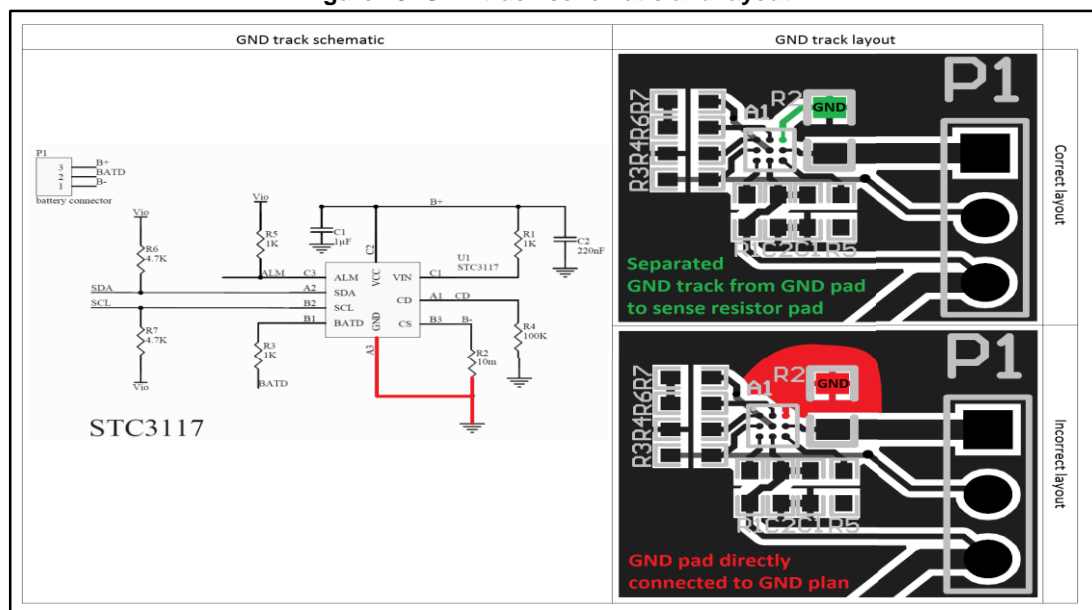 GND track schematic
GND track layout
P1
3
2
1
B+
BATD
B-
battery connector
Vio
R6
4.7K
Vio
R5
1K
C1
1µF
B+
C2
R1
1K
C2
220nF
U1
STC3117
ALM
C3
ALM
VCC
VIN
C1
SDA
A2
SDA
CD
A1
CD
SCL
B2
SCL
CS
B3
B-
B1
BATD
GND
A3
R7
4.7K
Vio
R3
1K
BATD
R2
10m
R4
100K
STC3117
P1
R2
GND
A1
R3R4R6R7
R1C2C1R5
Separated
GND track from GND pad
to sense resistor pad
Correct layout
P1
R2
GND
A1
R3R4R6R7
R1C2C1R5
GND pad directly
connected to GND plan
Incorrect layout